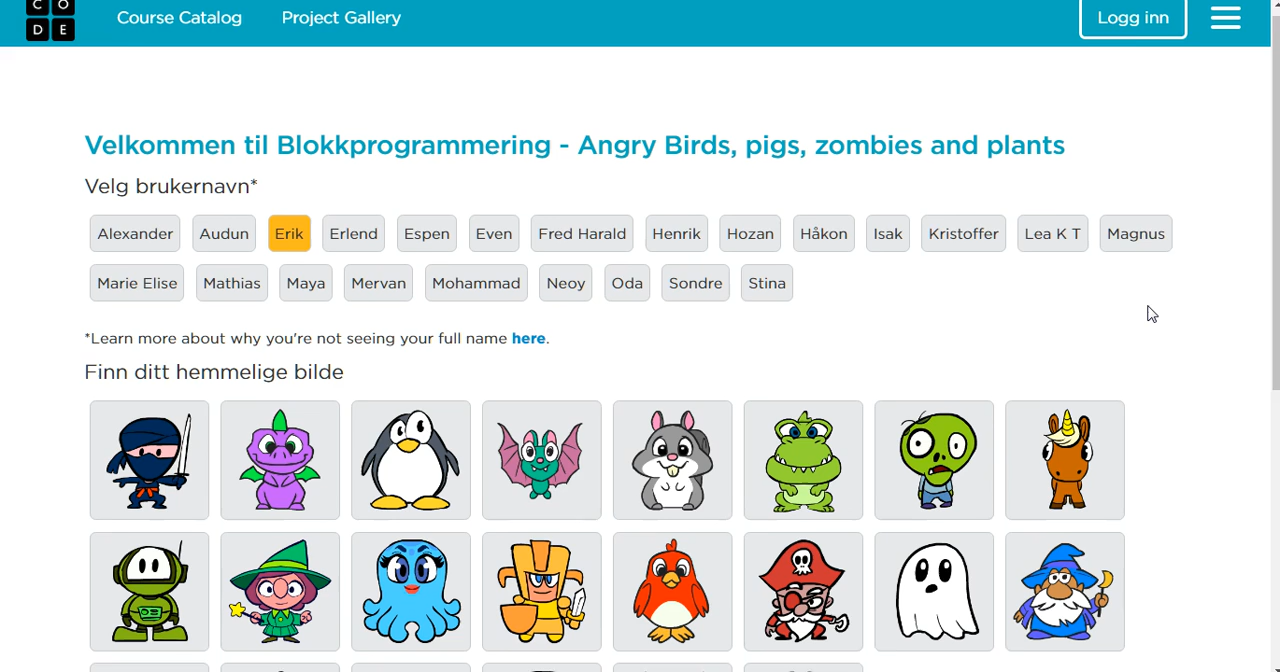 C O
D E
Course Catalog Project Gallery Logg inn
Velkommen til Blokkprogrammering - Angry Birds, pigs, zombies and plants
Velg brukernavn*
Alexander Audun Erik Erlend Espen Even Fred Harald Henrik Hozan Håkon Isak Kristoffer Lea K T Magnus
Marie Elise Mathias Maya Mervan Mohammad Neoy Oda Sondre Stina
*Learn more about why you're not seeing your full name here.
Finn ditt hemmelige bilde